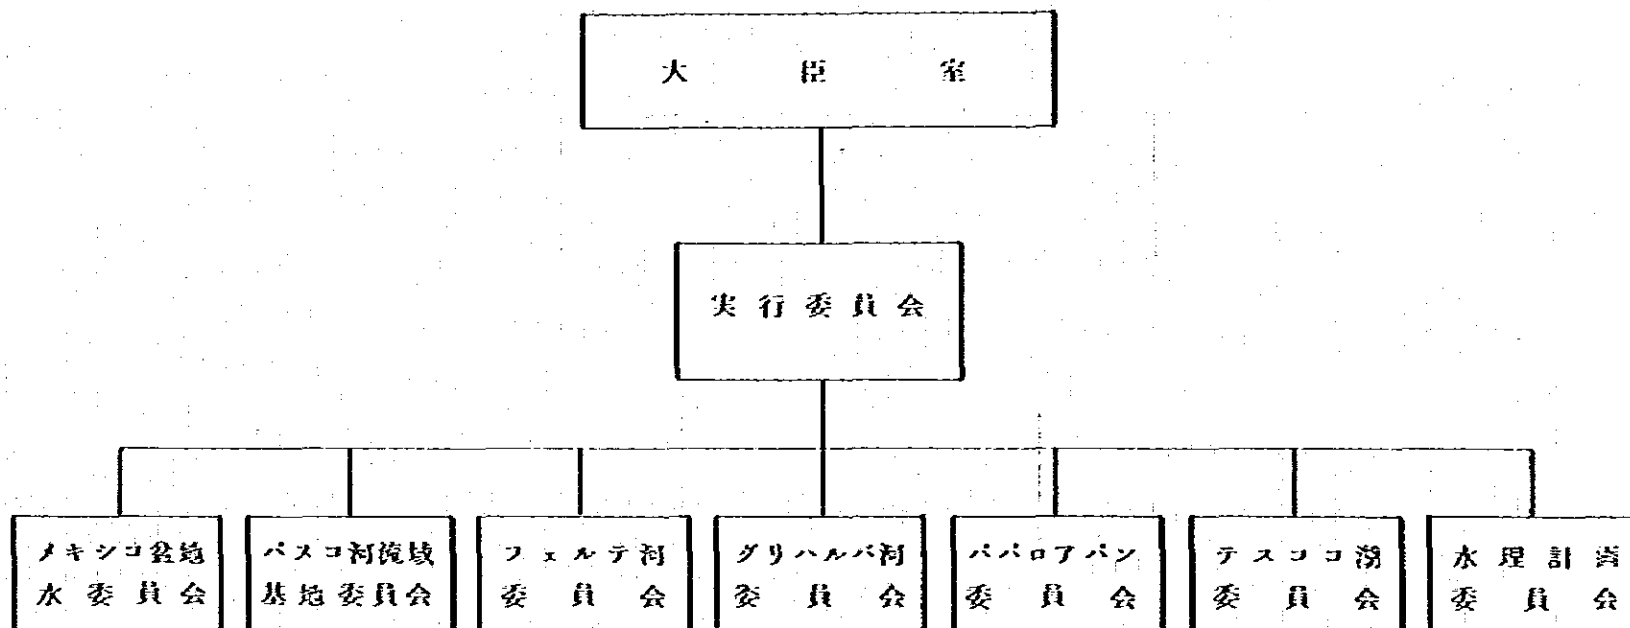 大臣室
実行委員会
メキシコ盆地
水委員会
パスコ河流域
基地委員会
フェルテ河
委員会
グリハルバ河
委員会
パパロアパン
委員会
テスココ湖
委員会
水理計画
委員会